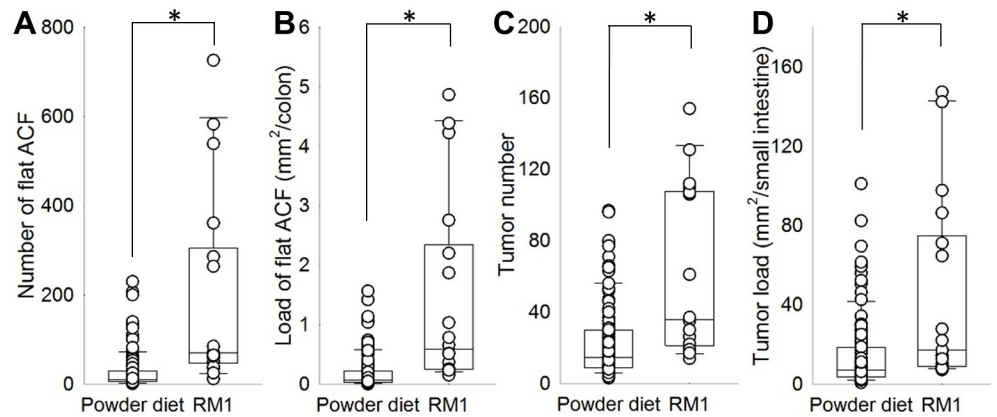 A B C D
* * * *
Number of flat ACF
800
600
400
200
0
Powder diet RM1
Load of flat ACF (mm²/colon)
6
5
4
3
2
1
0
Powder diet RM1
Tumor number
200
160
120
80
40
0
Powder diet RM1
Tumor load (mm²/small intestine)
160
120
80
40
0
Powder diet RM1